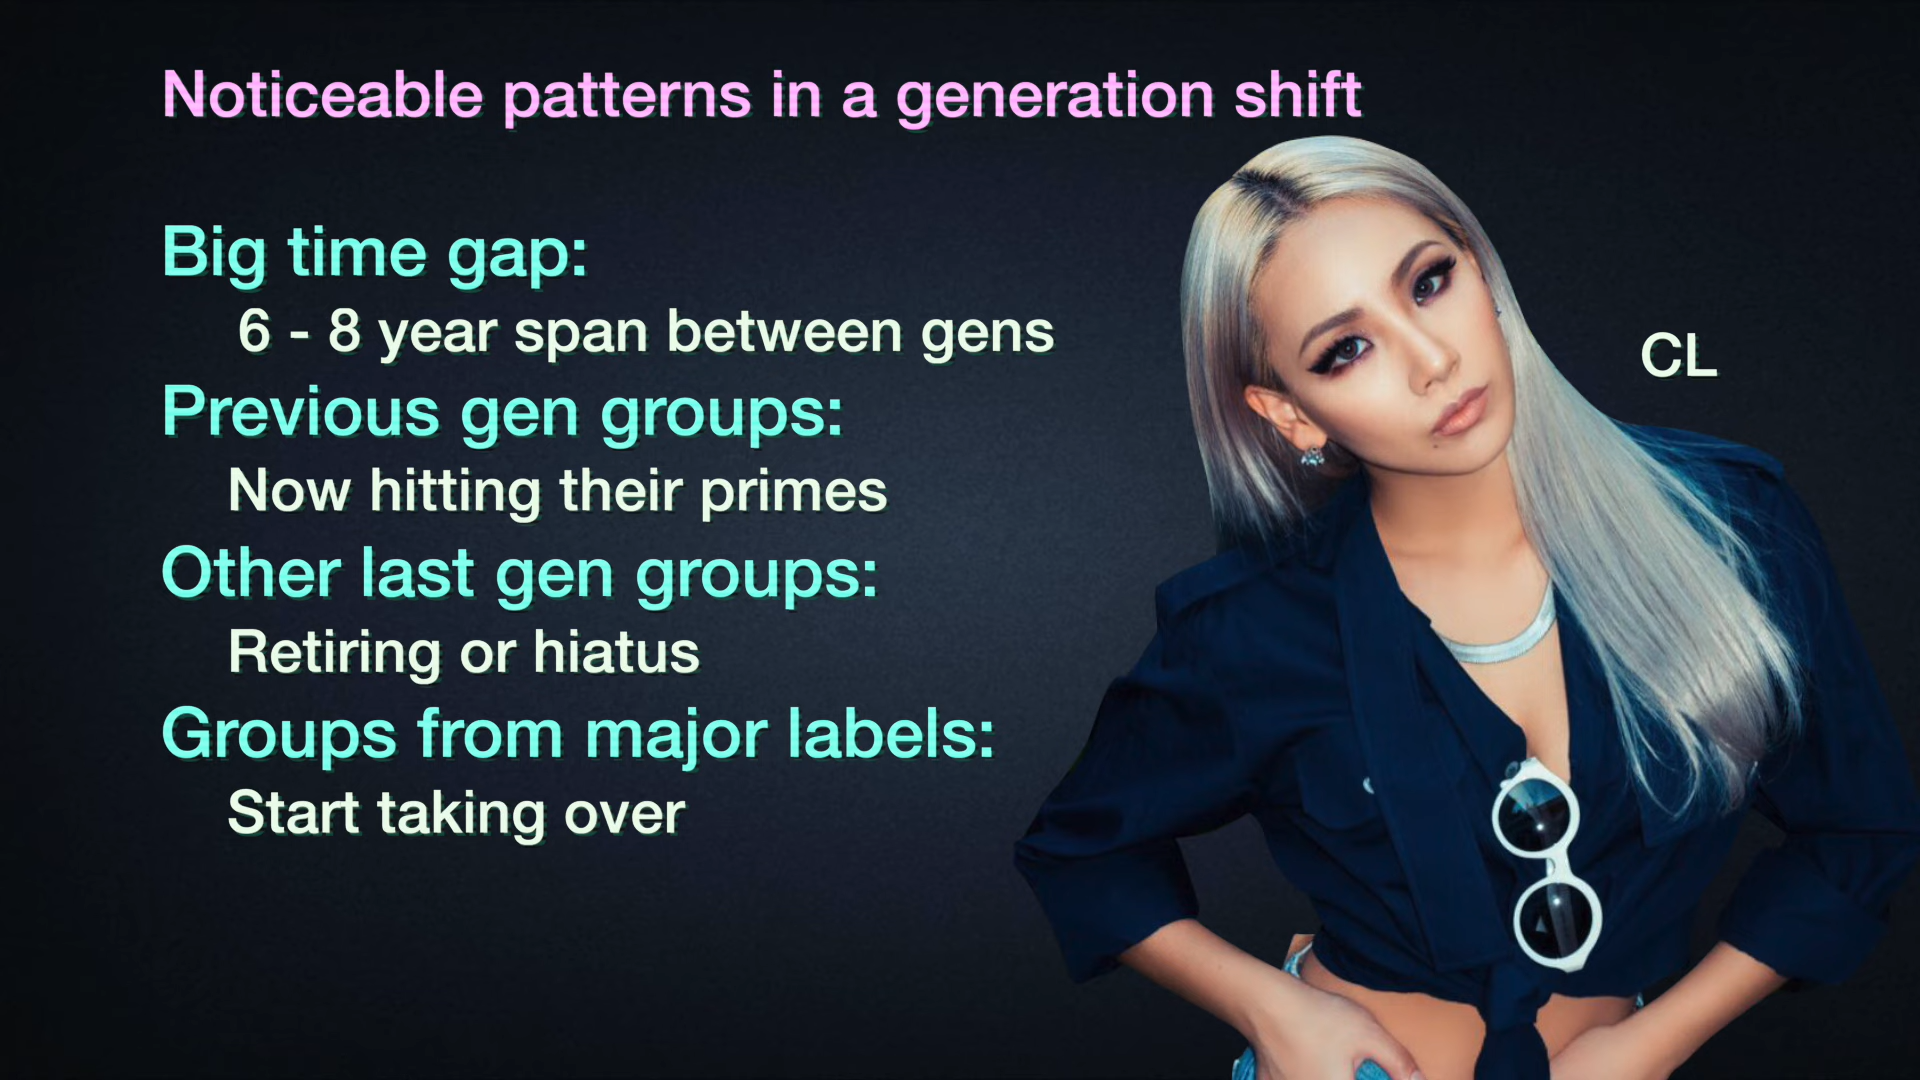 Noticeable patterns in a generation shift
Big time gap:
6 - 8 year span between gens
CL
Previous gen groups:
Now hitting their primes
Other last gen groups:
Retiring or hiatus
Groups from major labels:
Start taking over